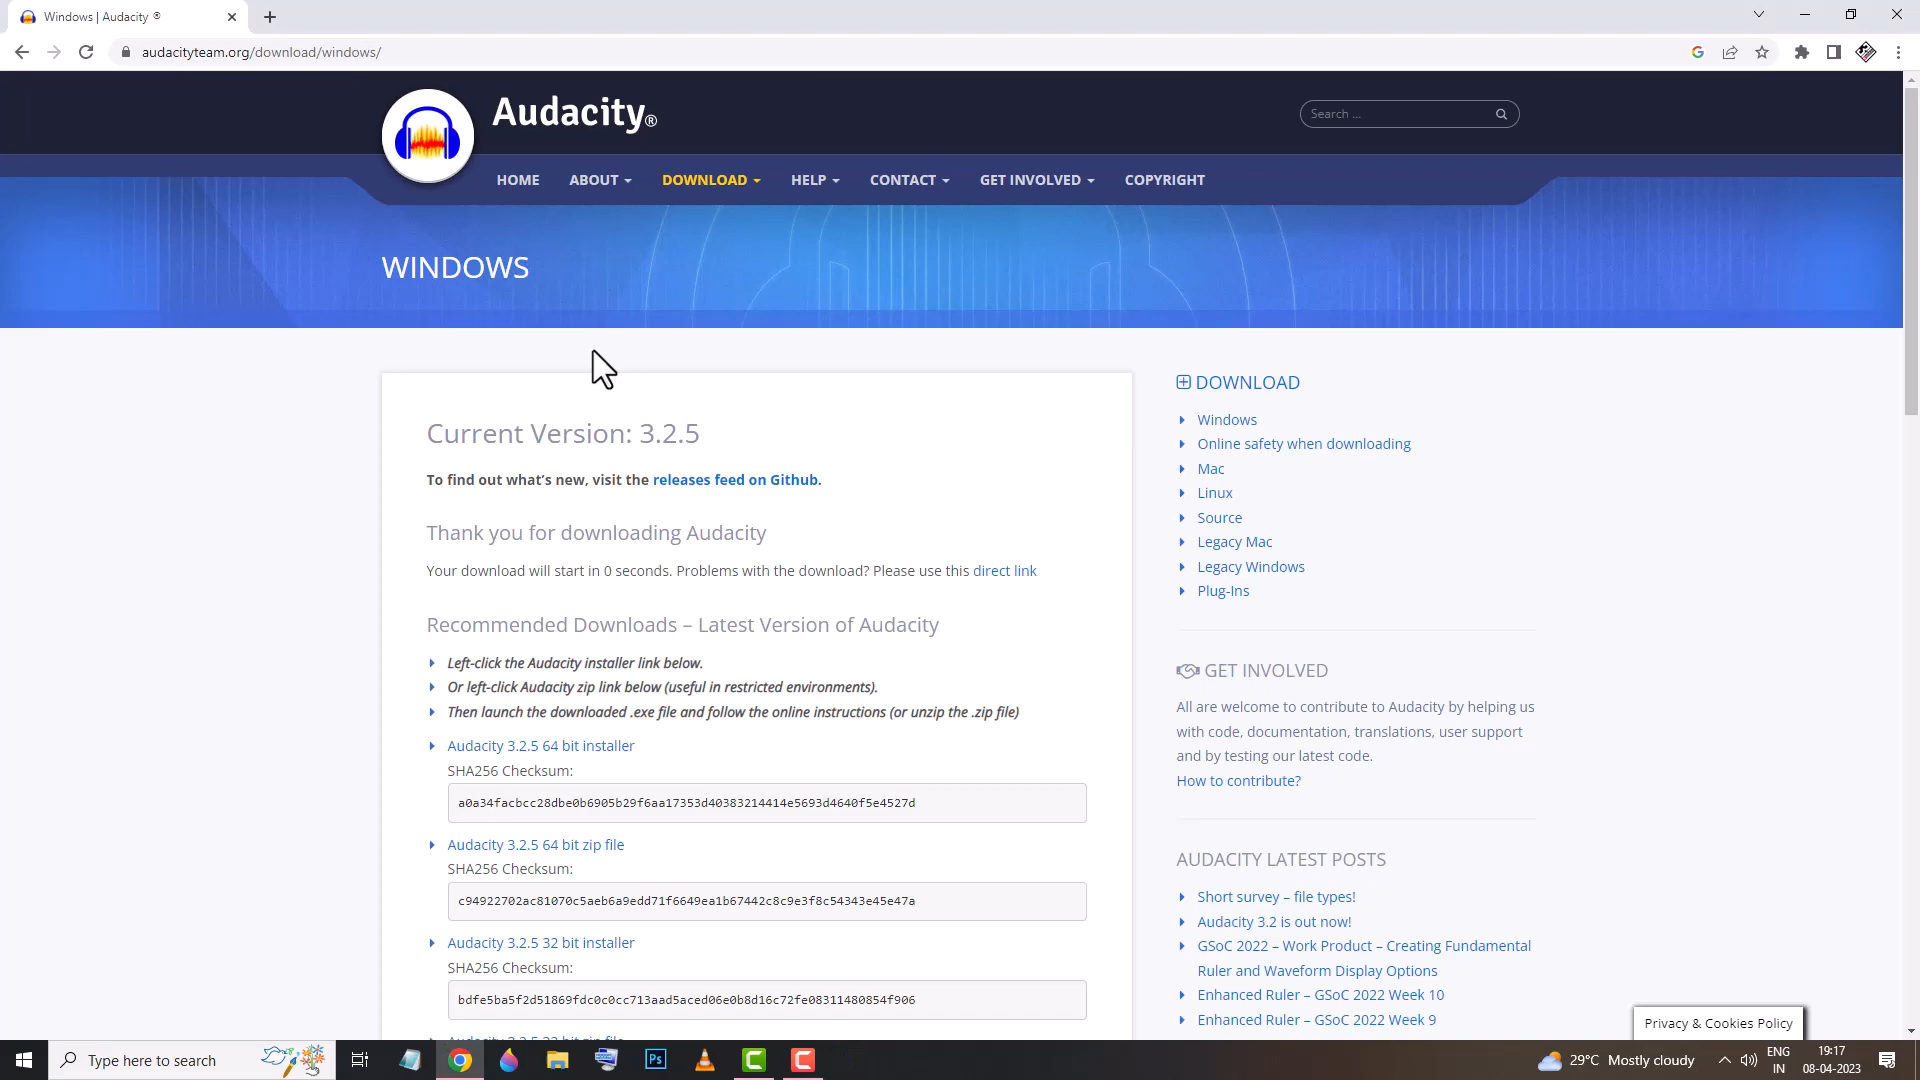 Windows | Audacity ®
audacityteam.org/download/windows/
Audacity®
Search ...
HOME ABOUT DOWNLOAD HELP CONTACT GET INVOLVED COPYRIGHT
WINDOWS
Current Version: 3.2.5
To find out what's new, visit the releases feed on Github.
Thank you for downloading Audacity
Your download will start in 0 seconds. Problems with the download? Please use this direct link
Recommended Downloads – Latest Version of Audacity
Left-click the Audacity installer link below.
Or left-click Audacity zip link below (useful in restricted environments).
Then launch the downloaded .exe file and follow the online instructions (or unzip the .zip file)
Audacity 3.2.5 64 bit installer
SHA256 Checksum:
a0a34facbcc28dbe0b6905b29f6aa17353d40383214414e5693d4640f5e4527d
Audacity 3.2.5 64 bit zip file
SHA256 Checksum:
c94922702ac81070c5aeb6a9edd71f6649ea1b67442c8c9e3f8c54343e45e47a
Audacity 3.2.5 32 bit installer
SHA256 Checksum:
bdfe5ba5f2d51869fdc0c0cc713aad5aced06e0b8d16c72fe08311480854f906
DOWNLOAD
Windows
Online safety when downloading
Mac
Linux
Source
Legacy Mac
Legacy Windows
Plug-Ins
GET INVOLVED
All are welcome to contribute to Audacity by helping us
with code, documentation, translations, user support
and by testing our latest code.
How to contribute?
AUDACITY LATEST POSTS
Short survey – file types!
Audacity 3.2 is out now!
GSoC 2022 – Work Product – Creating Fundamental
Ruler and Waveform Display Options
Enhanced Ruler – GSoC 2022 Week 10
Enhanced Ruler – GSoC 2022 Week 9
Privacy & Cookies Policy
Type here to search
Ps
29°C Mostly cloudy
ENG
IN
19:17
08-04-2023